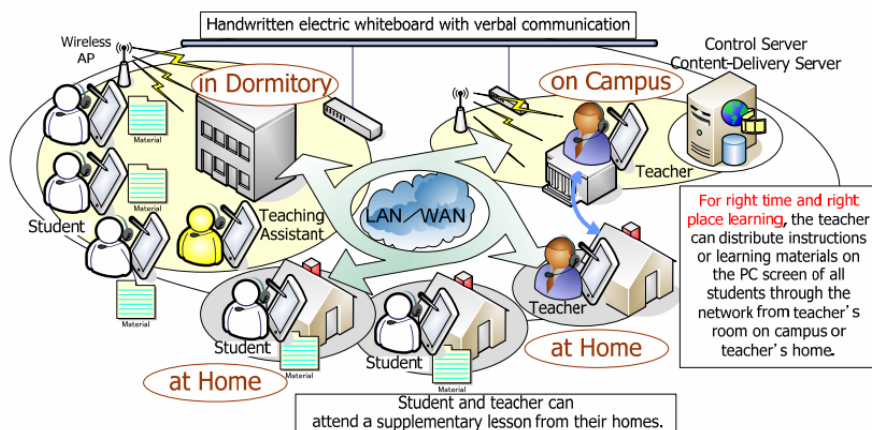 Handwritten electric whiteboard with verbal communication
Wireless
AP
in Dormitory
on Campus
Control Server
Content-Delivery Server
Material
Material
Student
Material
Teaching
Assistant
LAN/WAN
Teacher
Teacher
For right time and right
place learning, the teacher
can distribute instructions
or learning materials on
the PC screen of all
students through the
network from teacher's
room on campus or
teacher's home.
Student
Material
Student
Material
at Home
at Home
Student and teacher can
attend a supplementary lesson from their homes.